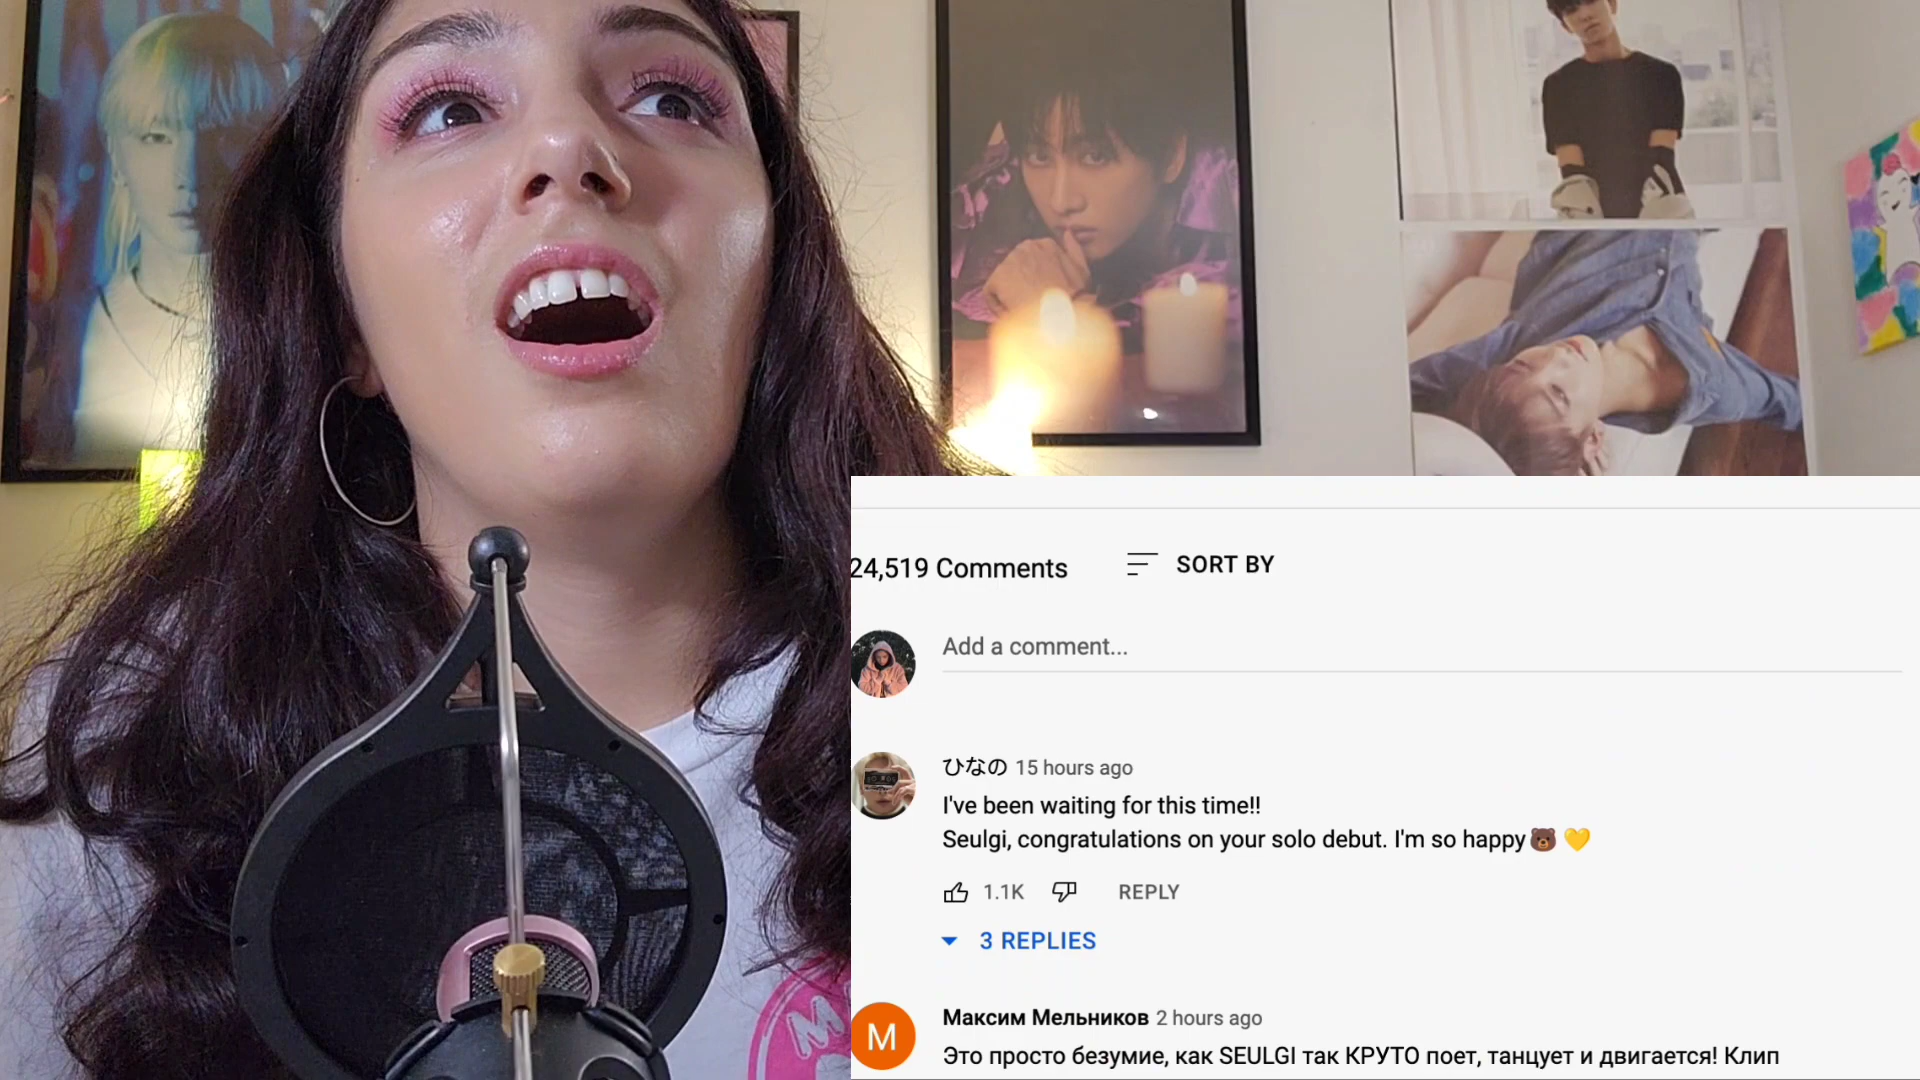 24,519 Comments
SORT BY
Add a comment...
ひなの 15 hours ago
I've been waiting for this time!!
Seulgi, congratulations on your solo debut. I'm so happy🐻💛
1.1K
REPLY
3 REPLIES
M
Максим Мельников 2 hours ago
Это просто безумие, как SEULGI так КРУТО поет, танцует и двигается! Клип